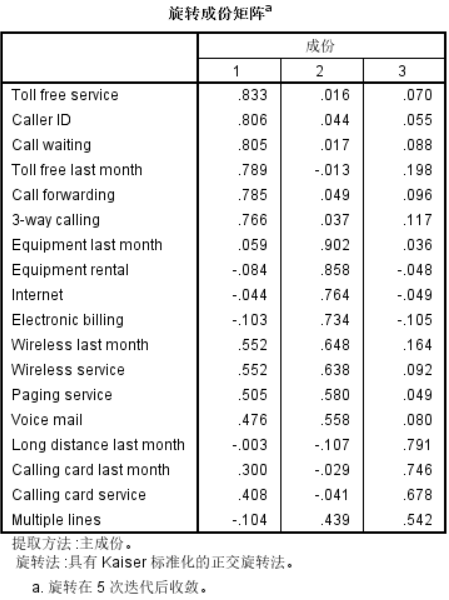 旋转成份矩阵a
成份
1 2 3
Toll free service .833 .016 .070
Caller ID .806 .044 .055
Call waiting .805 .017 .088
Toll free last month .789 -.013 .198
Call forwarding .785 .049 .096
3-way calling .766 .037 .117
Equipment last month .059 .902 .036
Equipment rental -.084 .858 -.048
Internet -.044 .764 -.049
Electronic billing -.103 .734 -.105
Wireless last month .552 .648 .164
Wireless service .552 .638 .092
Paging service .505 .580 .049
Voice mail .476 .558 .080
Long distance last month -.003 -.107 .791
Calling card last month .300 -.029 .746
Calling card service .408 -.041 .678
Multiple lines -.104 .439 .542
提取方法 :主成份。
旋转法 :具有 Kaiser 标准化的正交旋转法。
a. 旋转在 5 次迭代后收敛。